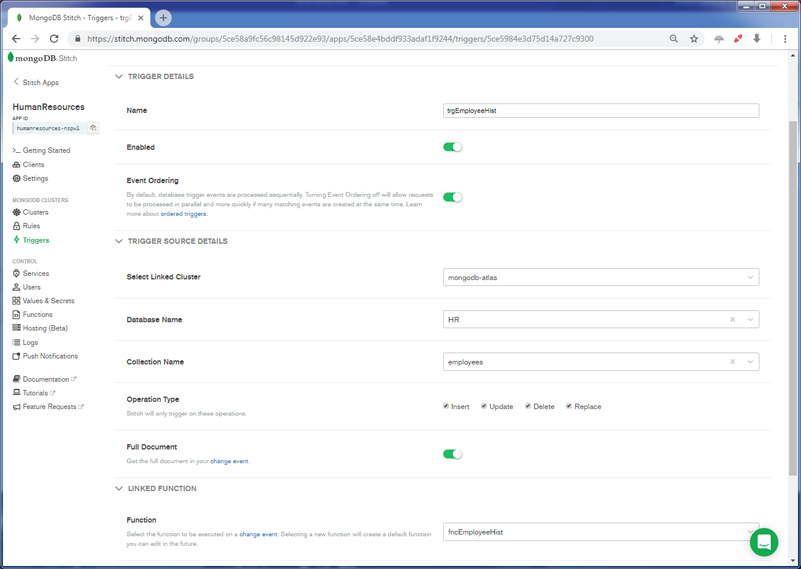 MongoDB Stitch - Triggers - trgE
https://stitch.mongodb.com/groups/5ce58a9fc56c98145d922e93/apps/5ce58e4bddf933adaf1f9244/triggers/5ce5984e3d75d14a727c9300
mongoDB.Stitch
Stitch Apps
HumanResources
APP ID
humanresources-nspwl
Getting Started
Clients
Settings
MONGODB CLUSTERS
Clusters
Rules
Triggers
CONTROL
Services
Users
Values & Secrets
Functions
Hosting (Beta)
Logs
Push Notifications
Documentation
Tutorials
Feature Requests
TRIGGER DETAILS
Name
trgEmployeeHist
Enabled
Event Ordering
By default, database trigger events are processed sequentially. Turning Event Ordering off will allow requests
to be processed in parallel and more quickly if many matching events are created at the same time. Learn
more about ordered triggers.
TRIGGER SOURCE DETAILS
Select Linked Cluster
mongodb-atlas
Database Name
HR
Collection Name
employees
Operation Type
Stitch will only trigger on these operations.
Insert Update Delete Replace
Full Document
Get the full document in your change event.
LINKED FUNCTION
Function
Select the function to be executed on a change event. Selecting a new function will create a default function
you can edit in the future.
fncEmployeeHist